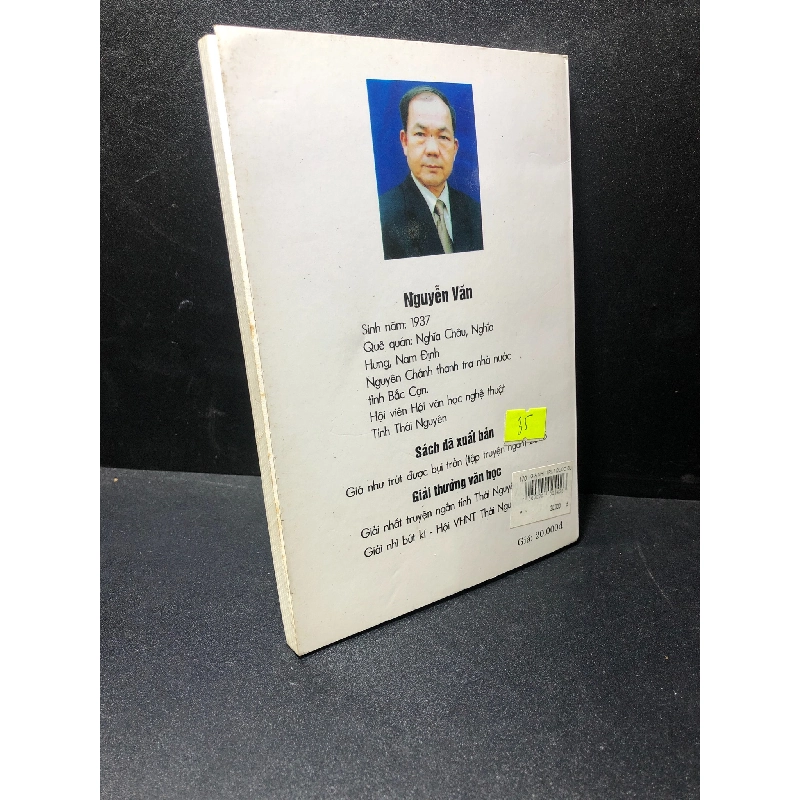 Nguyễn Văn
Sinh năm: 1937
Quê quán: Nghĩa Châu, Nghĩa
Hưng, Nam Định
Nguyên Chánh thanh tra nhà nước
tỉnh Bắc Cạn.
Hội viên Hội văn học nghệ thuật
Tỉnh Thái Nguyên
35
Sách đã xuất bản
Giá như trút được bụi trần (tập truyện ngắn)
Giải thưởng văn học
Giải nhất truyện ngắn tỉnh Thái Nguyê
Giải nhì bút kí - Hội VHNT Thái Ngu
Giá: 20.000đ